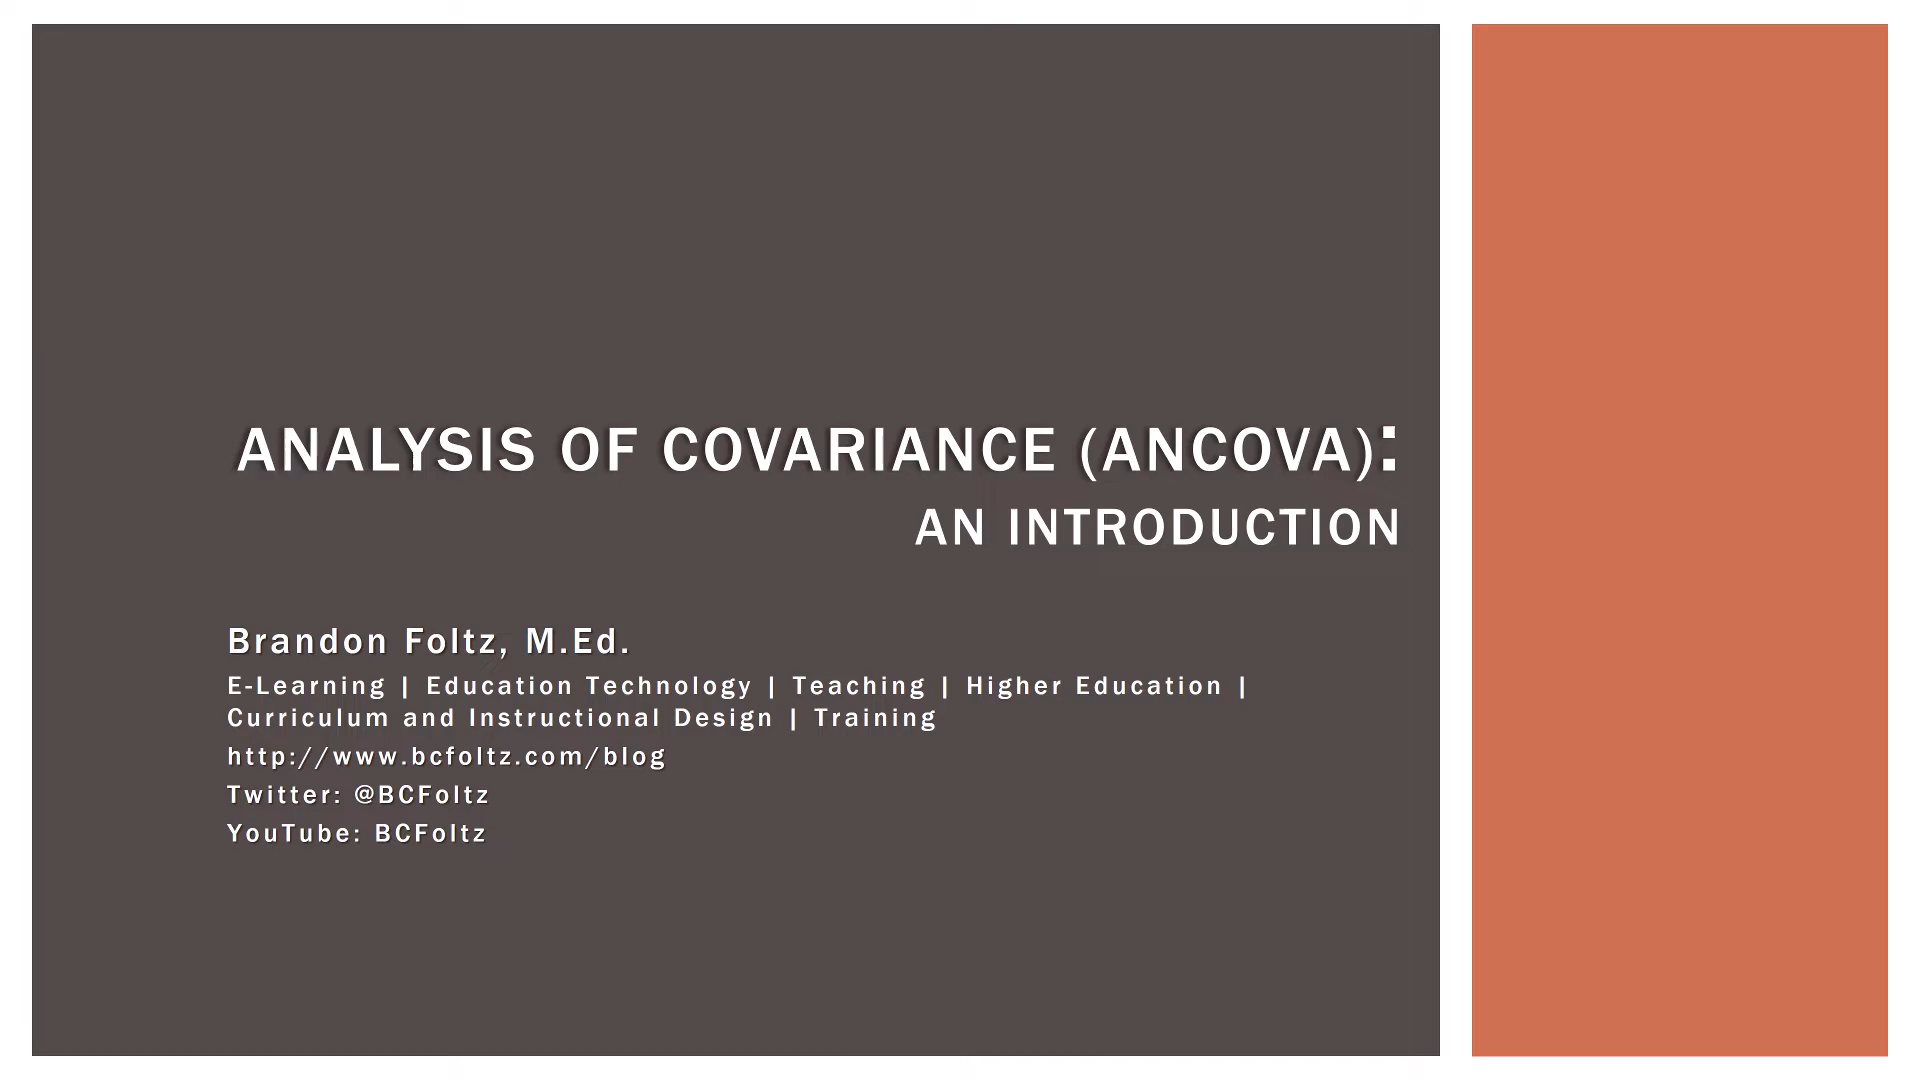 ANALYSIS OF COVARIANCE (ANCOVA):
AN INTRODUCTION
Brandon Foltz, M.Ed.
E-Learning | Education Technology | Teaching | Higher Education |
Curriculum and Instructional Design | Training
http://www.bcfoltz.com/blog
Twitter: @BCFoltz
YouTube: BCFoltz